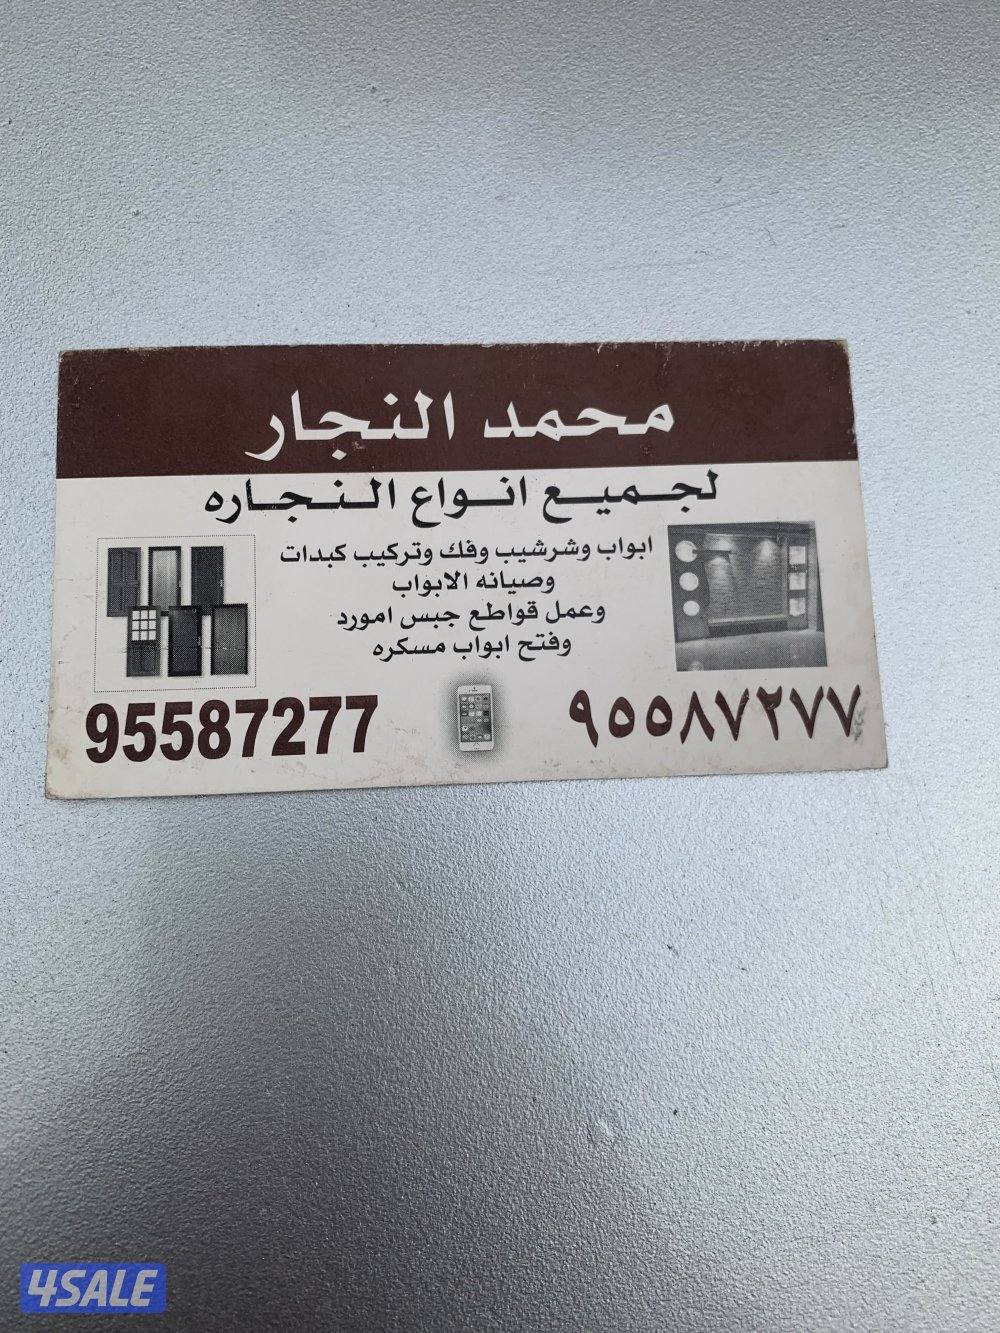 محمد النجار
لجميع انواع النجاره
ابواب وشرشيب وفك وتركيب كبدات
وصيانه الابواب
وعمل قواطع جبس امورد
وفتح ابواب مسكره
95587277
٩٥٥٨٧٢٧٧
4SALE